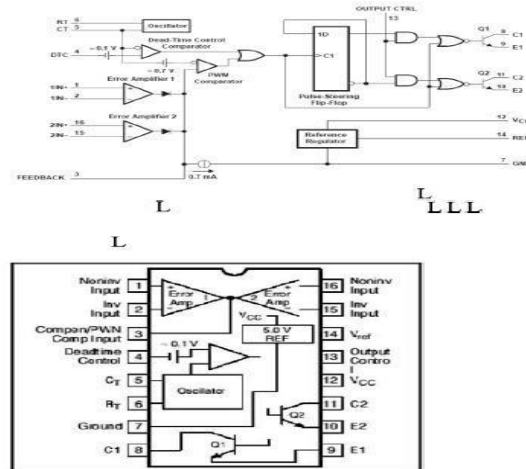 OUTPUT CTRL
13
RT 6
CT 5
Oscillator
Q1
8 C1
9 E1
Dead-Time Control
Comparator
~ 0.1 V
DTC 4
1D
C1
~0.7 V
PWM
Comparator
Error Amplifier 1
1IN+ 1
1IN- 2
Q2
11 C2
10 E2
Pulse-Steering
Flip-Flop
Error Amplifier 2
2IN+ 16
2IN- 15
12 VCC
Reference
Regulator
14 REF
7 GND
FEEDBACK 3
0.7 mA
L
L
L L L
L
Noninv
Input 1
16 Noninv
Input
Error
Amp 1
2 Error
Amp
Inv
Input 2
15 Inv
Input
VCC
Compen/PWN
Comp Input 3
5.0 V
REF
14 Vref
~ 0.1 V
Deadtime
Control 4
13 Output
Contro
l
CT 5
Oscillator
12 VCC
RT 6
11 C2
Q2
Ground 7
10 E2
C1 8
Q1
9 E1